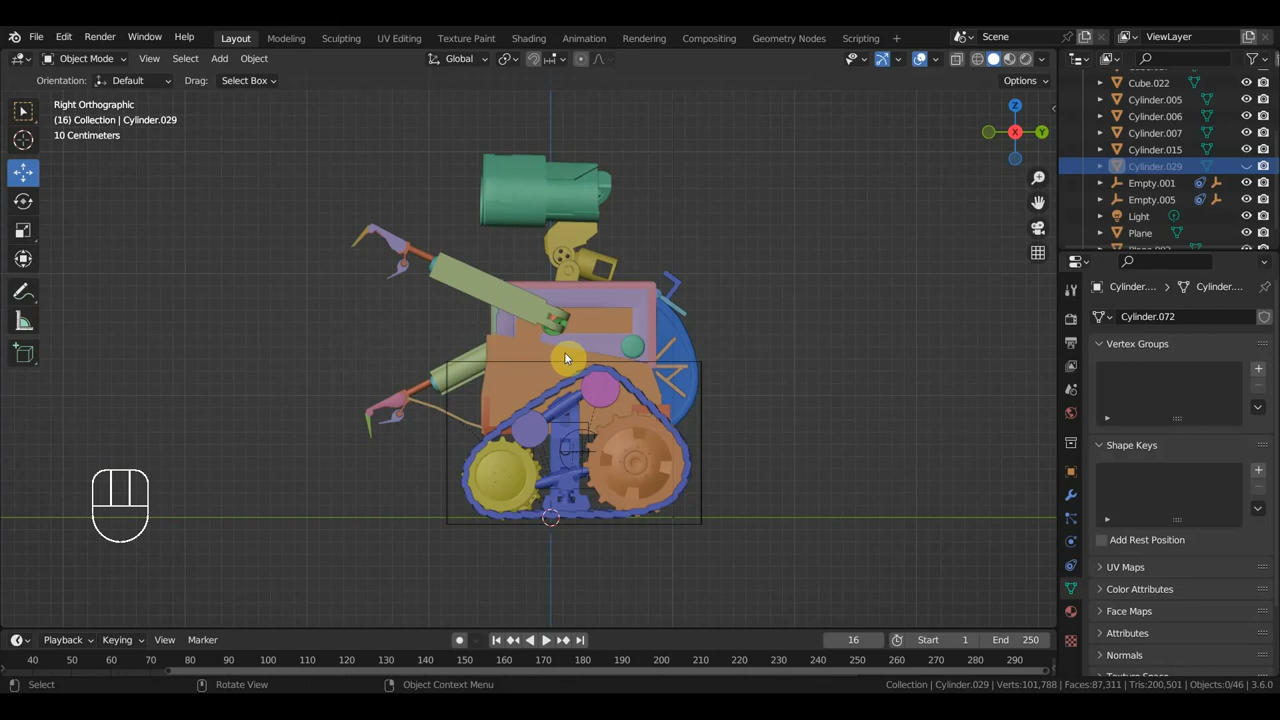 File Edit Render Window Help Layout Modeling Sculpting UV Editing Texture Paint Shading Animation Rendering Compositing Geometry Nodes Scripting + Scene ViewLayer
Object Mode View Select Add Object Global
Orientation: Default Drag: Select Box Options
Right Orthographic
(16) Collection | Cylinder.029
10 Centimeters
Z
X
Y
Cube.022
Cylinder.005
Cylinder.006
Cylinder.007
Cylinder.015
Cylinder.029
Empty.001
Empty.005
Light
Plane
Cylinder.... Cylinder....
Cylinder.072
Vertex Groups
Shape Keys
Add Rest Position
UV Maps
Color Attributes
Face Maps
Attributes
Normals
Texture Space
Playback Keying View Marker 16 Start 1 End 250
40 50 60 70 80 90 100 110 120 130 140 150 160 170 180 190 200 210 220 230 240 250 260 270 280 290
Select Rotate View Object Context Menu Collection | Cylinder.029 | Verts:101,788 | Faces:87,311 | Tris:200,501 | Objects:0/46 | 3.6.0